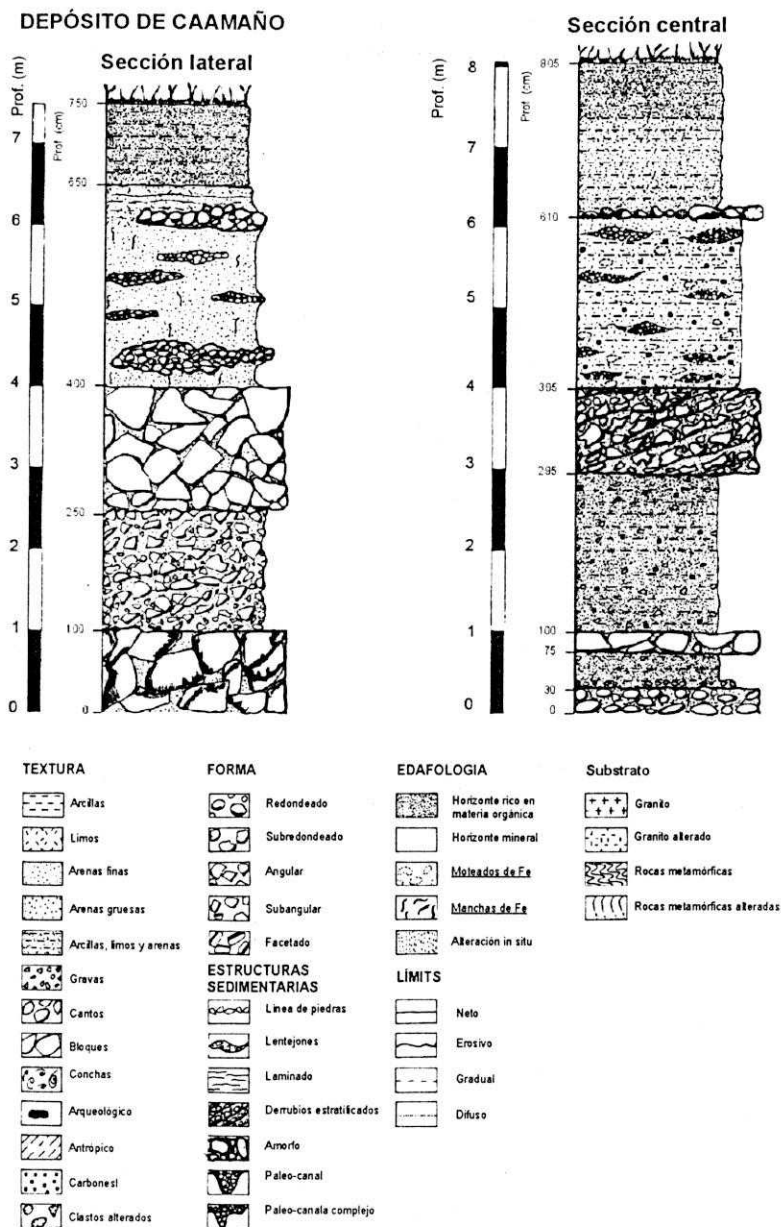 DEPÓSITO DE CAAMAÑO
Sección lateral
Prof. (m)
Prof. (cm)
7
6
5
4
3
2
1
0
750
650
400
250
100
0
Sección central
Prof. (m)
Prof. (cm)
8
7
6
5
4
3
2
1
0
805
610
395
295
100
75
30
0
TEXTURA
Arcillas
Limos
Arenas finas
Arenas gruesas
Arcillas, limos y arenas
Gravas
Cantos
Bloques
Conchas
Arqueológico
Antrópico
Carbonesl
Clastos alterados
FORMA
Redondeado
Subredondeado
Angular
Subangular
Facetado
ESTRUCTURAS
SEDIMENTARIAS
Linea de piedras
Lentejones
Laminado
Derrubios estratificados
Amorfo
Paleo-canal
Paleo-canala complejo
EDAFOLOGIA
Horizonte rico en
materia orgánica
Horizonte mineral
Moteados de Fe
Manchas de Fe
Alteración in situ
LÍMITS
Neto
Erosivo
Gradual
Difuso
Substrato
Granito
Granito alterado
Rocas metamórficas
Rocas metamórficas alteradas